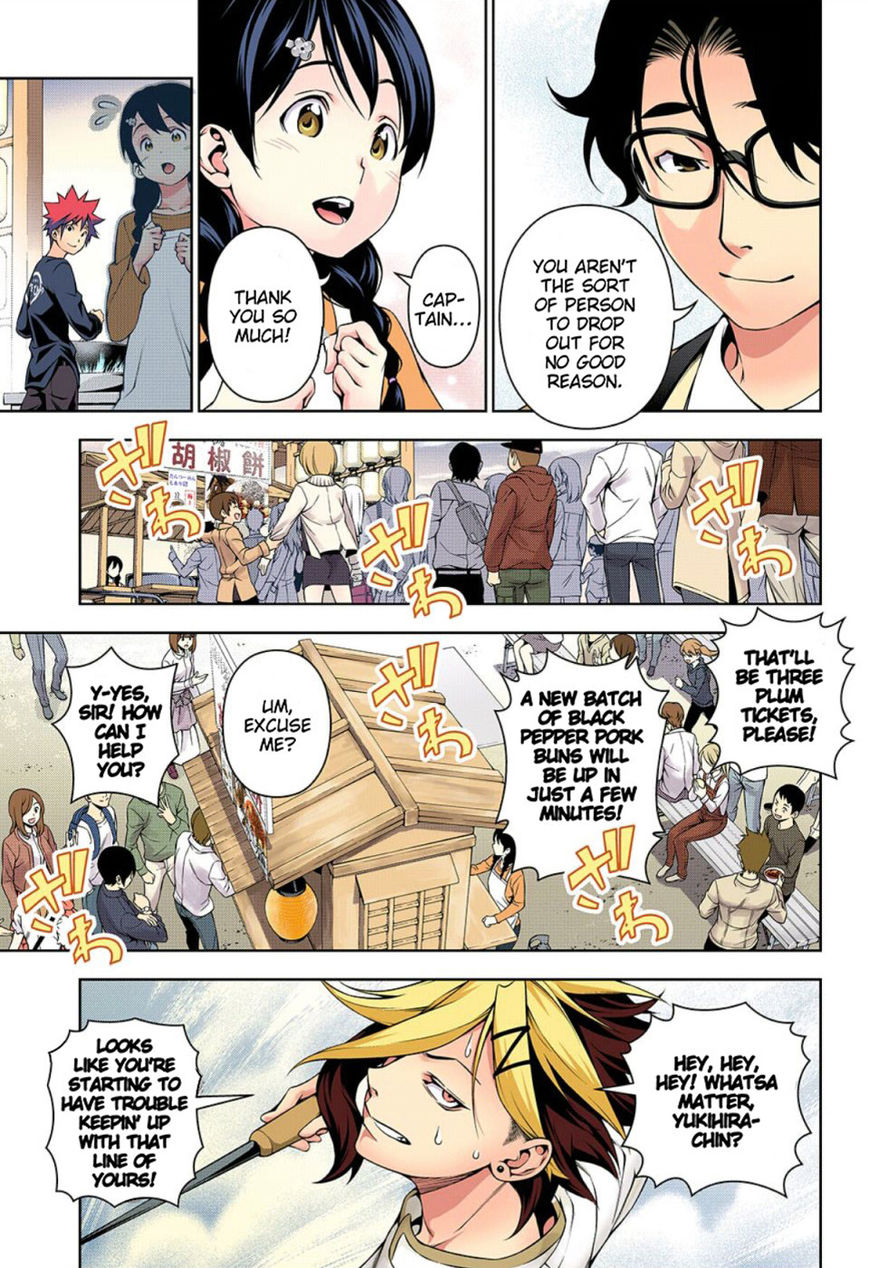 YOU AREN'T
THE SORT
OF PERSON
TO DROP
OUT FOR
NO GOOD
REASON.
CAP-
TAIN...
THANK
YOU SO
MUCH!
胡椒餅
ざわ
ざわ
ざわ
THAT'LL
BE THREE
PLUM
TICKETS,
PLEASE!
A NEW BATCH
OF BLACK
PEPPER PORK
BUNS WILL
BE UP IN
JUST A FEW
MINUTES!
UM,
EXCUSE
ME?
Y-YES,
SIR! HOW
CAN I
HELP
YOU?
ざわ
ざわ
ざわ
HEY, HEY,
HEY! WHATSA
MATTER,
YUKIHIRA-
CHIN?
LOOKS
LIKE YOU'RE
STARTING TO
HAVE TROUBLE
KEEPIN' UP
WITH THAT
LINE OF
YOURS!